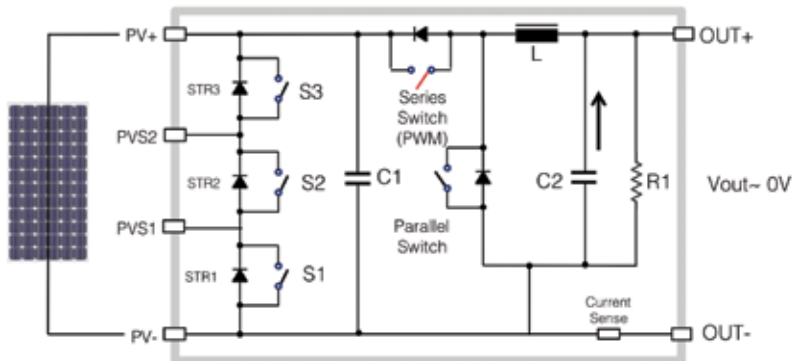 PV+
OUT+
L
STR3
S3
Series
Switch
(PWM)
PVS2
STR2
S2
C1
C2
R1
Vout~ 0V
PVS1
Parallel
Switch
STR1
S1
Current
Sense
PV-
OUT-